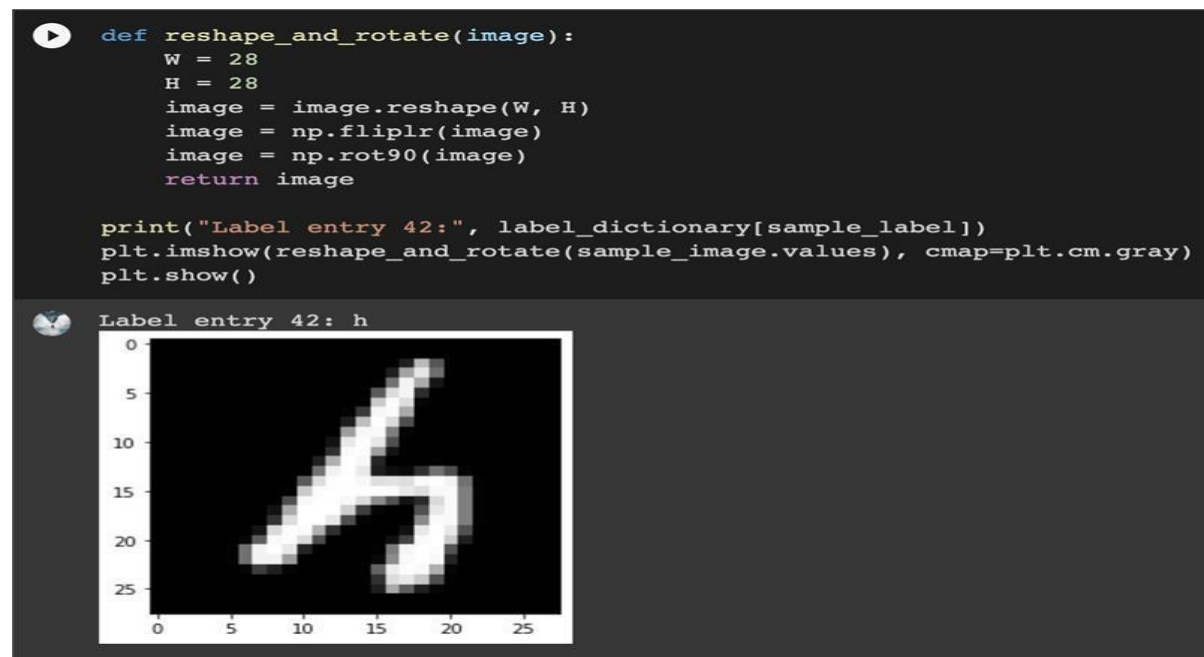 def reshape_and_rotate(image):
    W = 28
    H = 28
    image = image.reshape(W, H)
    image = np.fliplr(image)
    image = np.rot90(image)
    return image
print("Label entry 42:", label_dictionary[sample_label])
plt.imshow(reshape_and_rotate(sample_image.values), cmap=plt.cm.gray)
plt.show()
Label entry 42: h
0
5
10
15
20
25
h
0 5 10 15 20 25